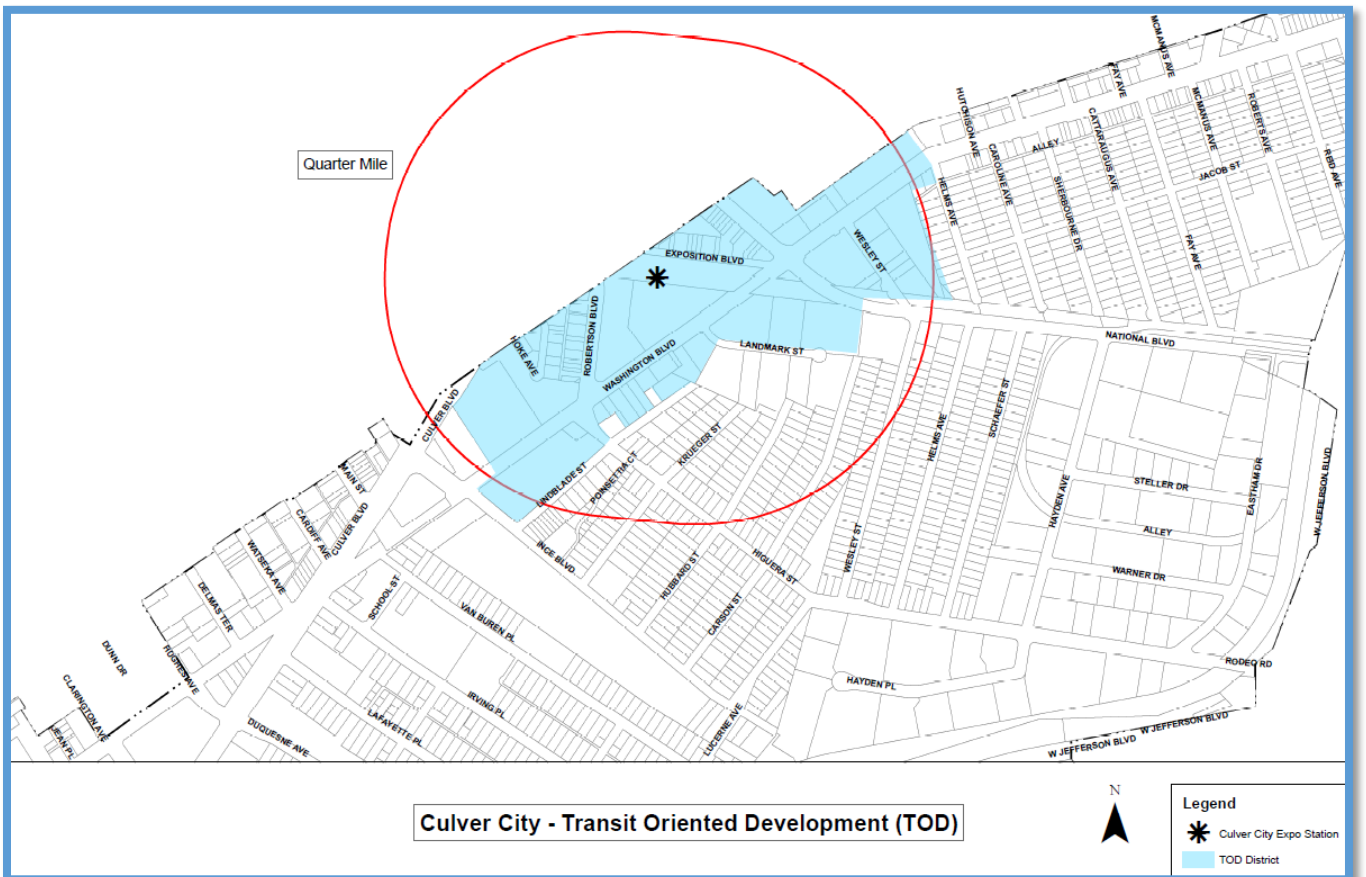 MCMANUS AVE
FAY AVE
HUTCHISON AVE
CATTARAUGUS AVE
MCMANUS AVE
ROBERTS AVE
REID AVE
ALLEY
Quarter Mile
CAROLINE AVE
JACOB ST
HELMS AVE
SHERBOURNE DR
FAY AVE
WESLEY ST
EXPOSITION BLVD
ROBERTSON BLVD
HOKE AVE
NATIONAL BLVD
LANDMARK ST
WASHINGTON BLVD
CULVER BLVD
SCHAEFER ST
HELMS AVE
KRUEGER ST
MAIN ST
LINDBLADE ST
POINSETTIA CT
STELLER DR
EASTHAM DR
W JEFFERSON BLVD
HAYDEN AVE
CARDIFF AVE
CULVER BLVD
ALLEY
WATSEKA AVE
INCE BLVD
WESLEY ST
HIGUERA ST
HUBBARD ST
WARNER DR
SCHOOL ST
DELMAS TER
VAN BUREN PL
CARSON ST
DUNN DR
HUGHES AVE
RODEO RD
HAYDEN PL
CLARINGTON AVE
IRVING PL
LAFAYETTE PL
LUCERNE AVE
JEAN PL
DUQUESNE AVE
W JEFFERSON BLVD
W JEFFERSON BLVD
N
Culver City - Transit Oriented Development (TOD)
Legend
Culver City Expo Station
TOD District